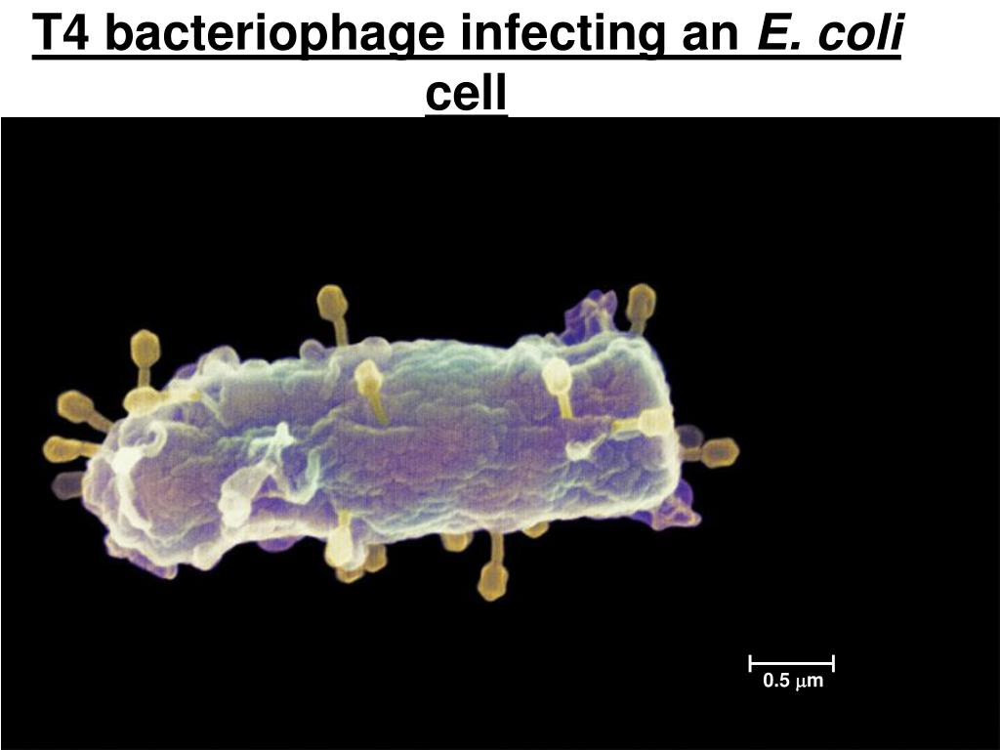 T4 bacteriophage infecting an E. coli
cell
0.5 μm